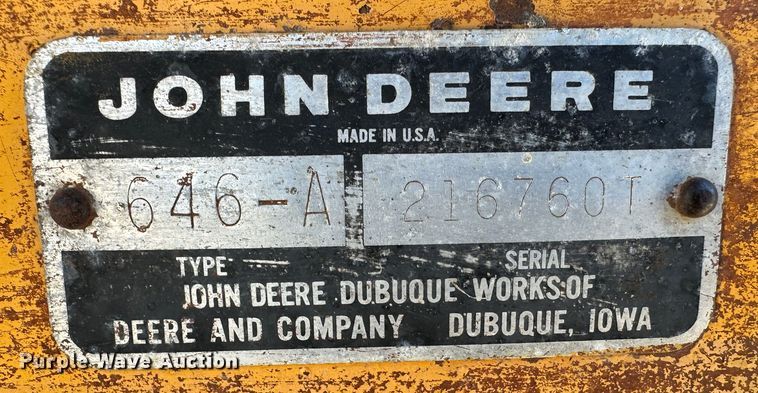 JOHN DEERE
MADE IN U.S.A.
646-A 216760T
TYPE SERIAL
JOHN DEERE DUBUQUE WORKS OF
DEERE AND COMPANY DUBUQUE, IOWA
Purple Wave Auction